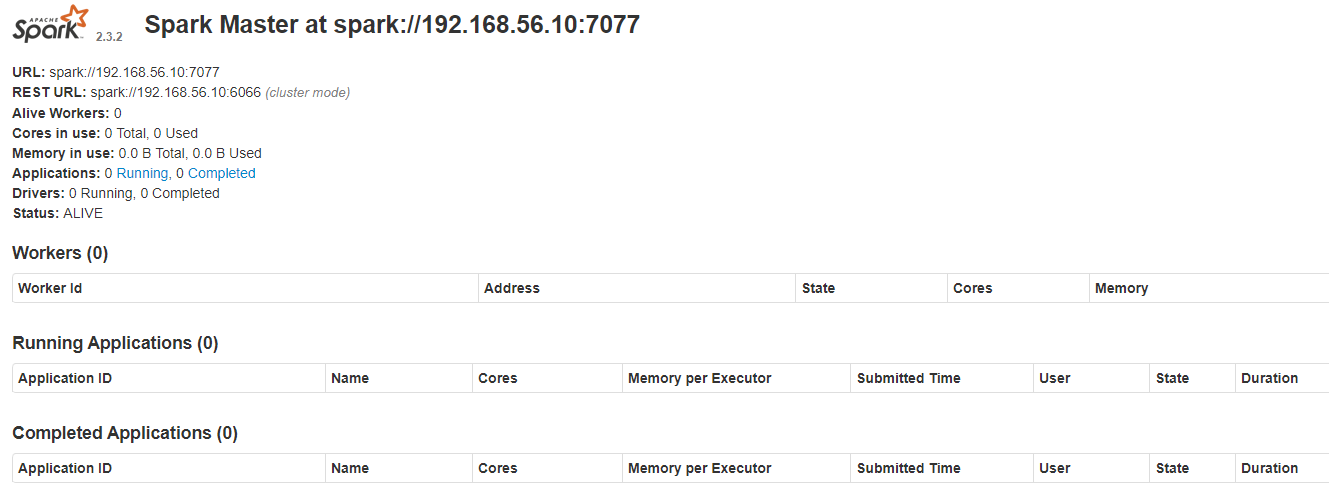 APACHE
Spark 2.3.2 Spark Master at spark://192.168.56.10:7077
URL: spark://192.168.56.10:7077
REST URL: spark://192.168.56.10:6066 (cluster mode)
Alive Workers: 0
Cores in use: 0 Total, 0 Used
Memory in use: 0.0 B Total, 0.0 B Used
Applications: 0 Running, 0 Completed
Drivers: 0 Running, 0 Completed
Status: ALIVE
Workers (0)
Worker Id Address State Cores Memory
Running Applications (0)
Application ID Name Cores Memory per Executor Submitted Time User State Duration
Completed Applications (0)
Application ID Name Cores Memory per Executor Submitted Time User State Duration